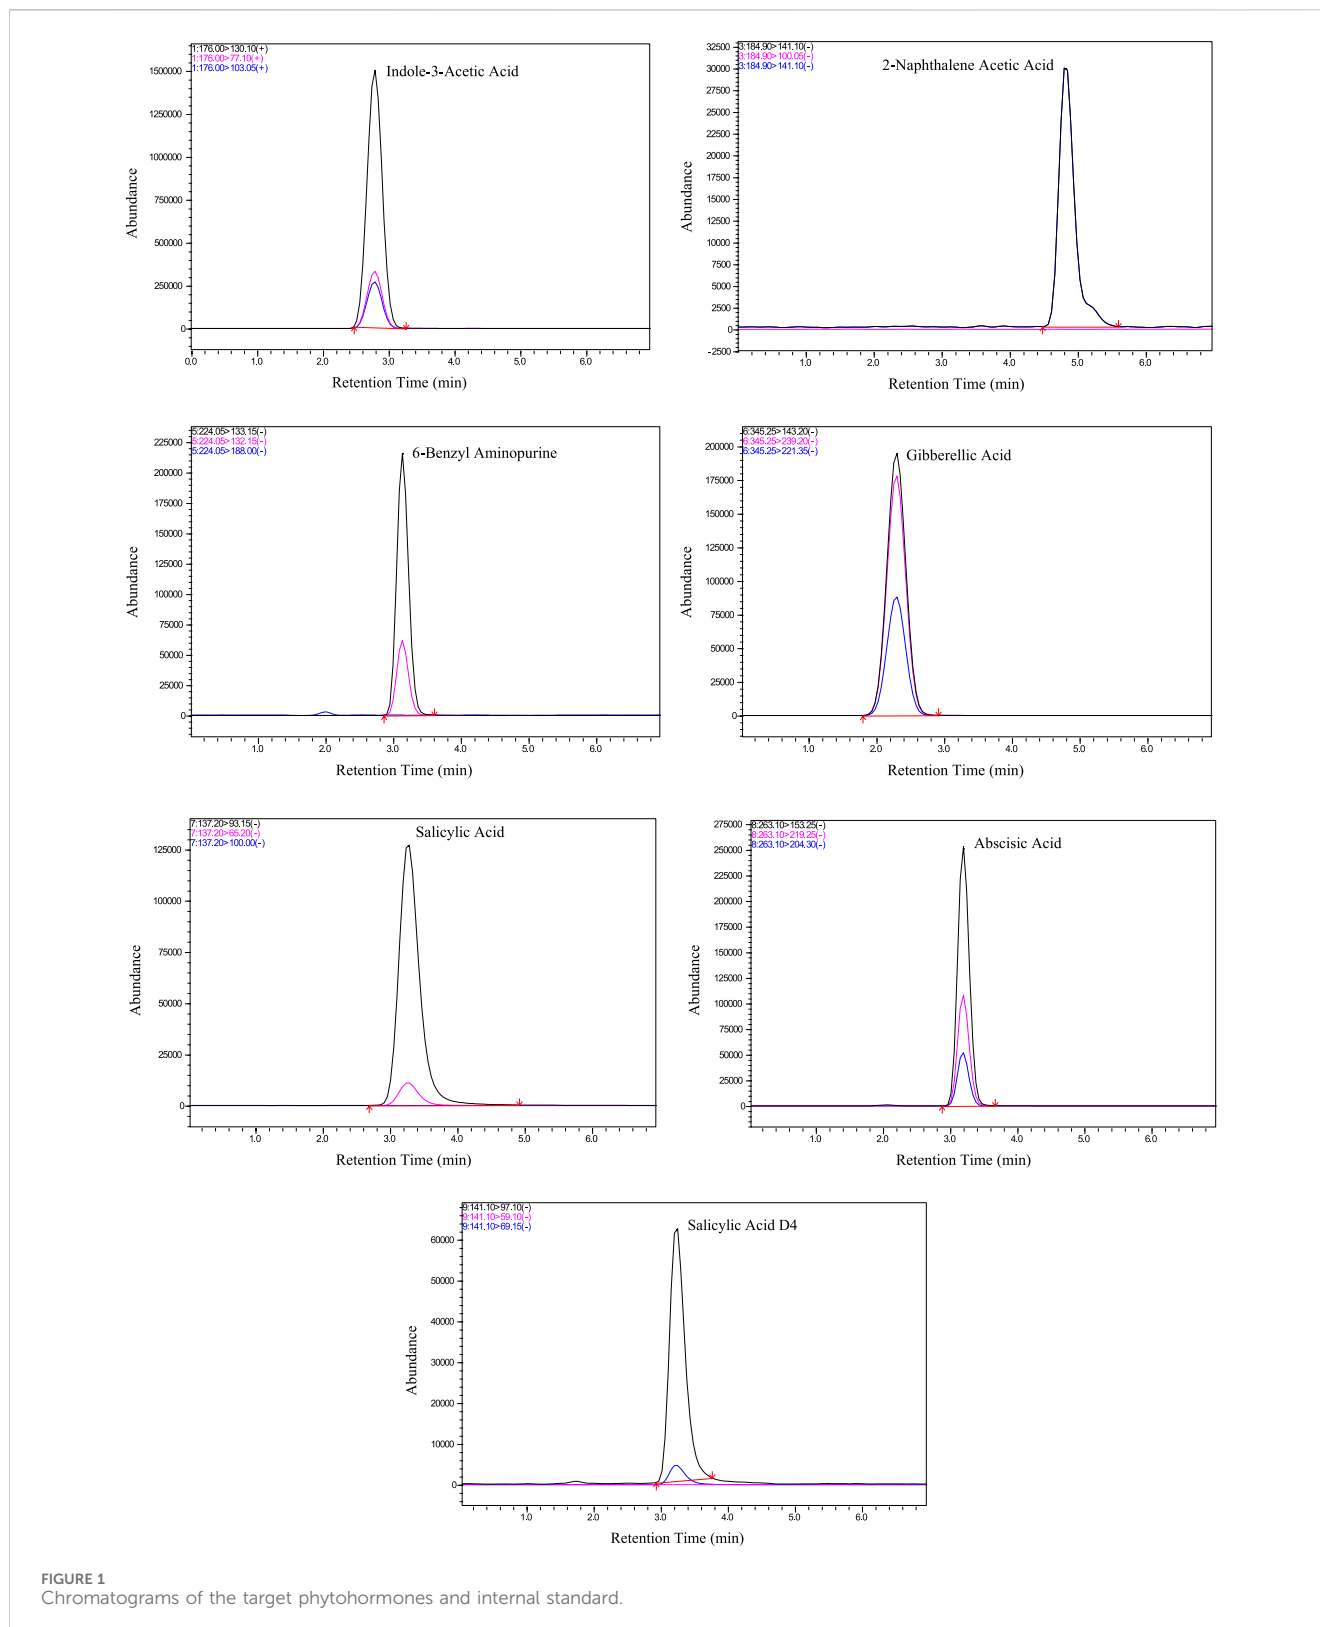 1:176.00>130.10(+)
1:176.00>77.10(+)
1:176.00>103.05(+)
Indole-3-Acetic Acid
1500000
1250000
1000000
750000
500000
250000
0
Abundance
0.0 1.0 2.0 3.0 4.0 5.0 6.0
Retention Time (min)
3:184.90>141.10(-)
3:184.90>100.05(-)
3:184.90>141.10(-)
2-Naphthalene Acetic Acid
32500
30000
27500
25000
22500
20000
17500
15000
12500
10000
7500
5000
2500
0
-2500
Abundance
1.0 2.0 3.0 4.0 5.0 6.0
Retention Time (min)
5:224.05>133.15(-)
5:224.05>132.15(-)
5:224.05>188.00(-)
6-Benzyl Aminopurine
225000
200000
175000
150000
125000
100000
75000
50000
25000
0
Abundance
1.0 2.0 3.0 4.0 5.0 6.0
Retention Time (min)
6:345.25>143.20(-)
6:345.25>239.20(-)
6:345.25>221.35(-)
Gibberellic Acid
200000
175000
150000
125000
100000
75000
50000
25000
0
Abundance
1.0 2.0 3.0 4.0 5.0 6.0
Retention Time (min)
7:137.20>93.15(-)
7:137.20>65.20(-)
7:137.20>100.00(-)
Salicylic Acid
125000
100000
75000
50000
25000
0
Abundance
1.0 2.0 3.0 4.0 5.0 6.0
Retention Time (min)
8:263.10>153.25(-)
8:263.10>219.25(-)
8:263.10>204.30(-)
Abscisic Acid
275000
250000
225000
200000
175000
150000
125000
100000
75000
50000
25000
0
Abundance
1.0 2.0 3.0 4.0 5.0 6.0
Retention Time (min)
9:141.10>97.10(-)
9:141.10>59.10(-)
9:141.10>69.15(-)
Salicylic Acid D4
60000
50000
40000
30000
20000
10000
0
Abundance
1.0 2.0 3.0 4.0 5.0 6.0
Retention Time (min)
FIGURE 1
Chromatograms of the target phytohormones and internal standard.